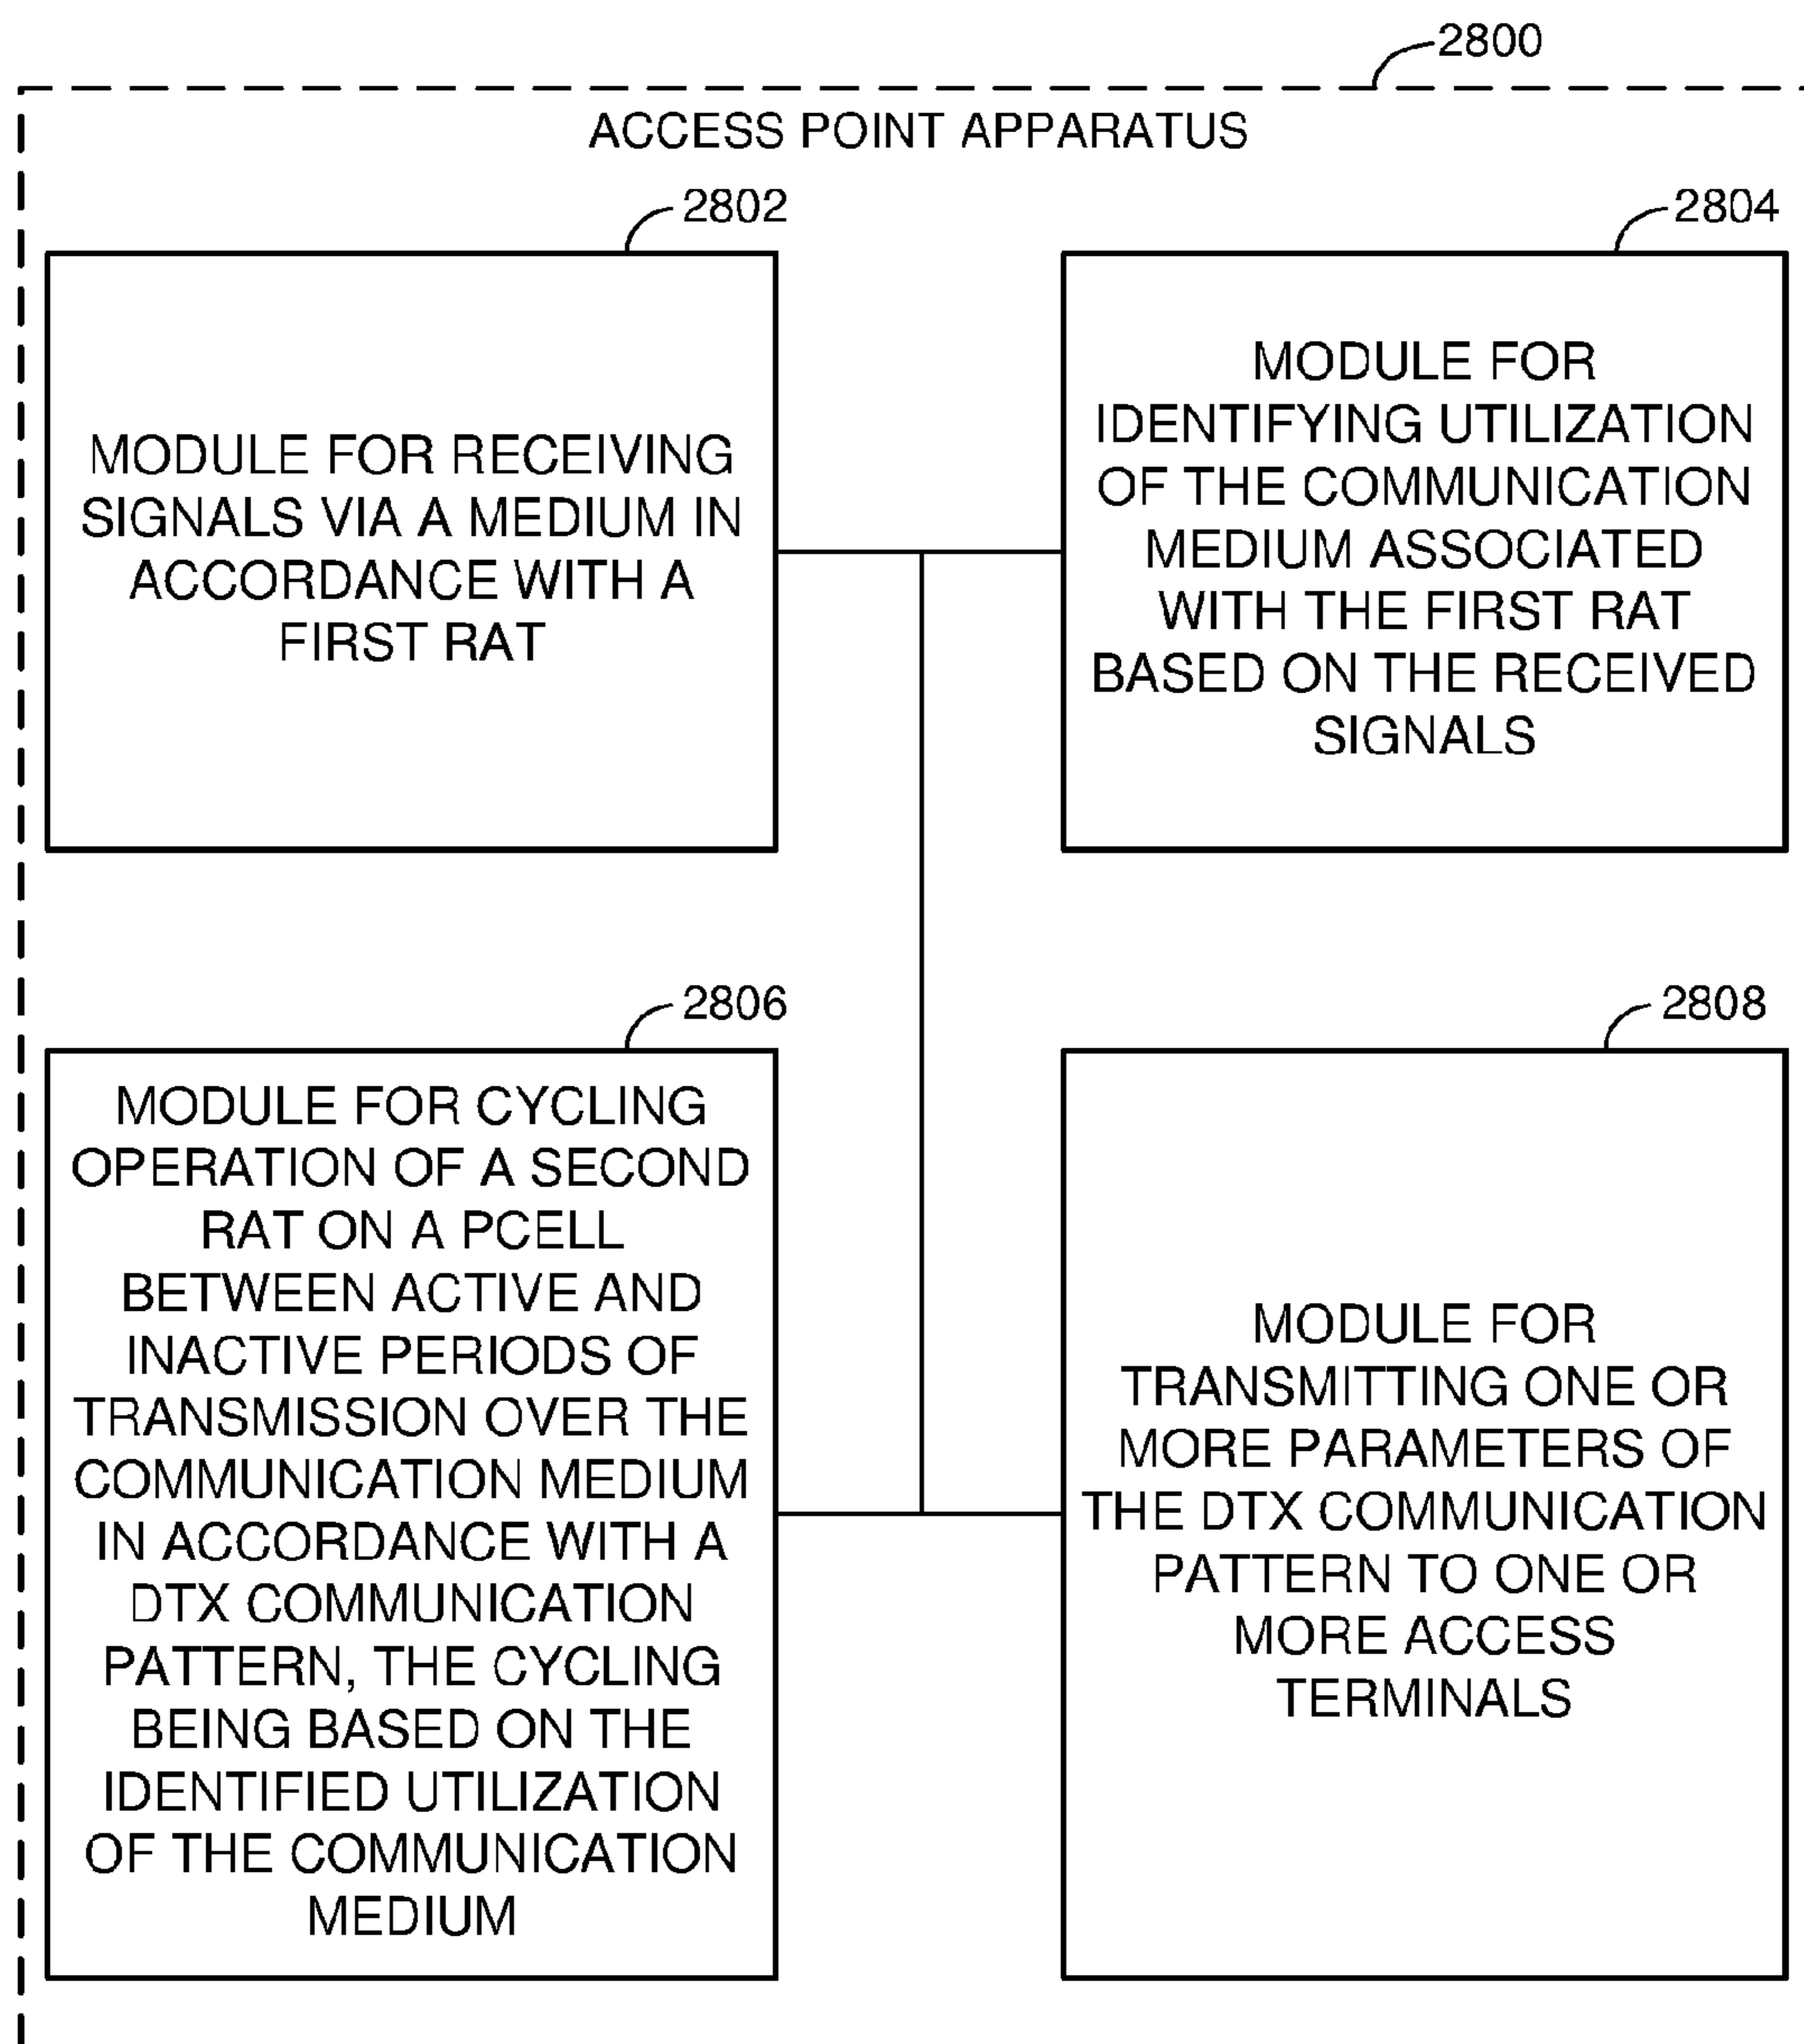 2800
ACCESS POINT APPARATUS
2802
MODULE FOR RECEIVING
SIGNALS VIA A MEDIUM IN
ACCORDANCE WITH A
FIRST RAT
2804
MODULE FOR
IDENTIFYING UTILIZATION
OF THE COMMUNICATION
MEDIUM ASSOCIATED
WITH THE FIRST RAT
BASED ON THE RECEIVED
SIGNALS
2806
MODULE FOR CYCLING
OPERATION OF A SECOND
RAT ON A PCELL
BETWEEN ACTIVE AND
INACTIVE PERIODS OF
TRANSMISSION OVER THE
COMMUNICATION MEDIUM
IN ACCORDANCE WITH A
DTX COMMUNICATION
PATTERN, THE CYCLING
BEING BASED ON THE
IDENTIFIED UTILIZATION
OF THE COMMUNICATION
MEDIUM
2808
MODULE FOR
TRANSMITTING ONE OR
MORE PARAMETERS OF
THE DTX COMMUNICATION
PATTERN TO ONE OR
MORE ACCESS
TERMINALS